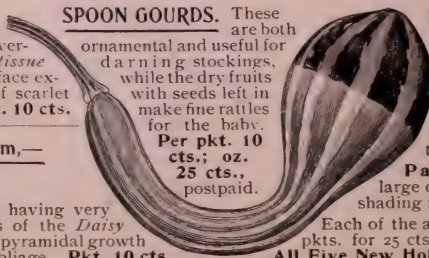 SPOON GOURDS. These
are both
ornamental and useful for
darning stockings,
while the dry fruits
with seeds left in
make fine rattles
for the baby.
Per pkt. 10
cts.; oz.
25 cts.,
postpaid.
ver-
tissue
face ex-
f scarlet
t. 10 cts.
m,—
having very
s of the Daisy
pyramidal growth
foliage. Pkt. 10 cts
Pa
large
shading
Each of the a
pkts. for 25 cts
All Five New Hol